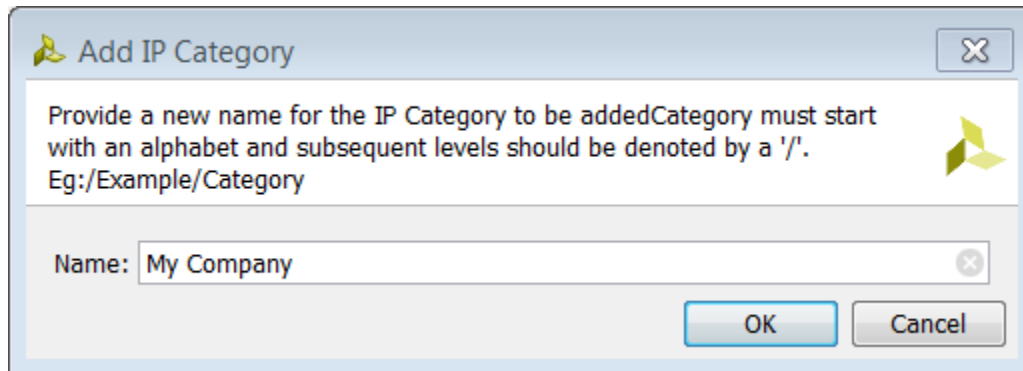 Add IP Category
Provide a new name for the IP Category to be addedCategory must start
with an alphabet and subsequent levels should be denoted by a '/'.
Eg:/Example/Category
Name: My Company
OK Cancel